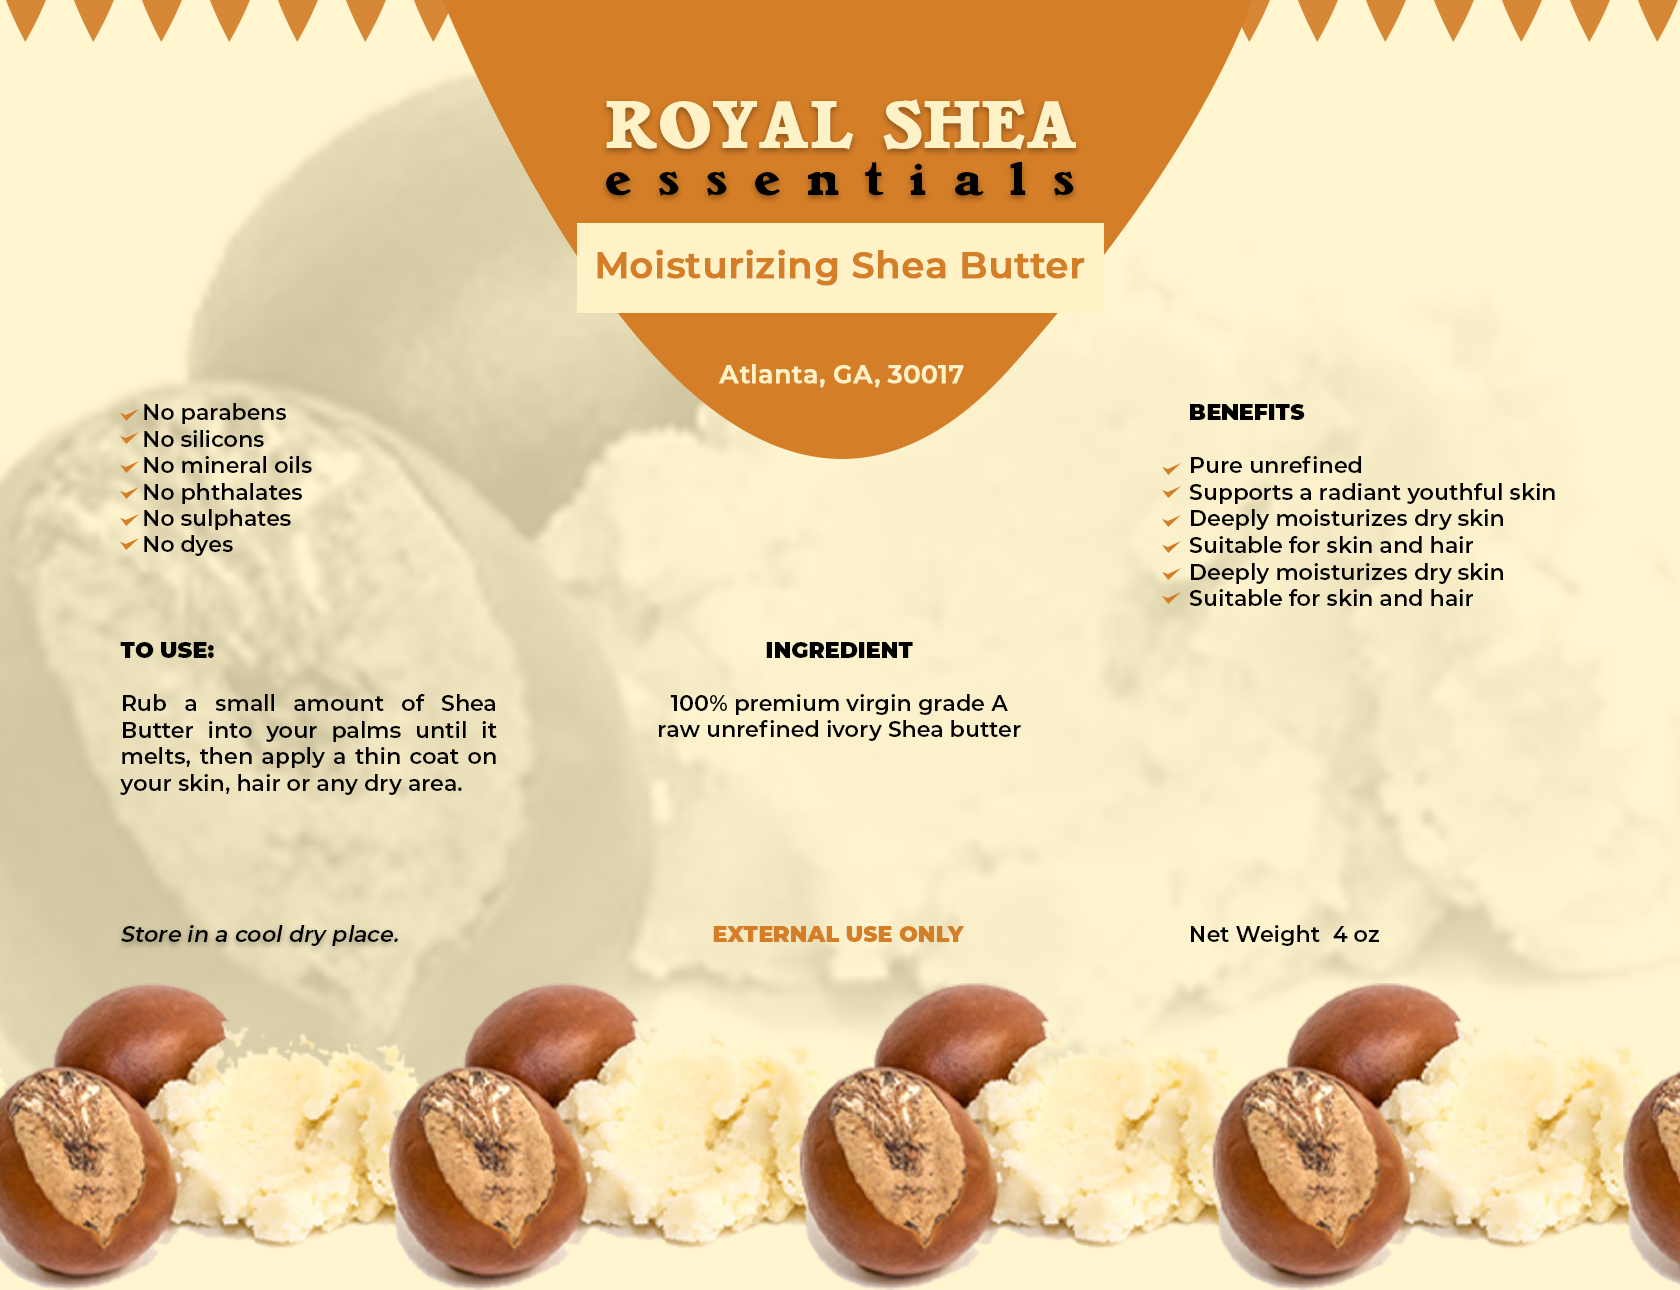 ROYAL SHEA
essentials
Moisturizing Shea Butter
Atlanta, GA, 30017
No parabens
No silicons
No mineral oils
No phthalates
No sulphates
No dyes
TO USE:
Rub a small amount of Shea
Butter into your palms until it
melts, then apply a thin coat on
your skin, hair or any dry area.
Store in a cool dry place.
INGREDIENT
100% premium virgin grade A
raw unrefined ivory Shea butter
EXTERNAL USE ONLY
BENEFITS
Pure unrefined
Supports a radiant youthful skin
Deeply moisturizes dry skin
Suitable for skin and hair
Deeply moisturizes dry skin
Suitable for skin and hair
Net Weight 4 oz